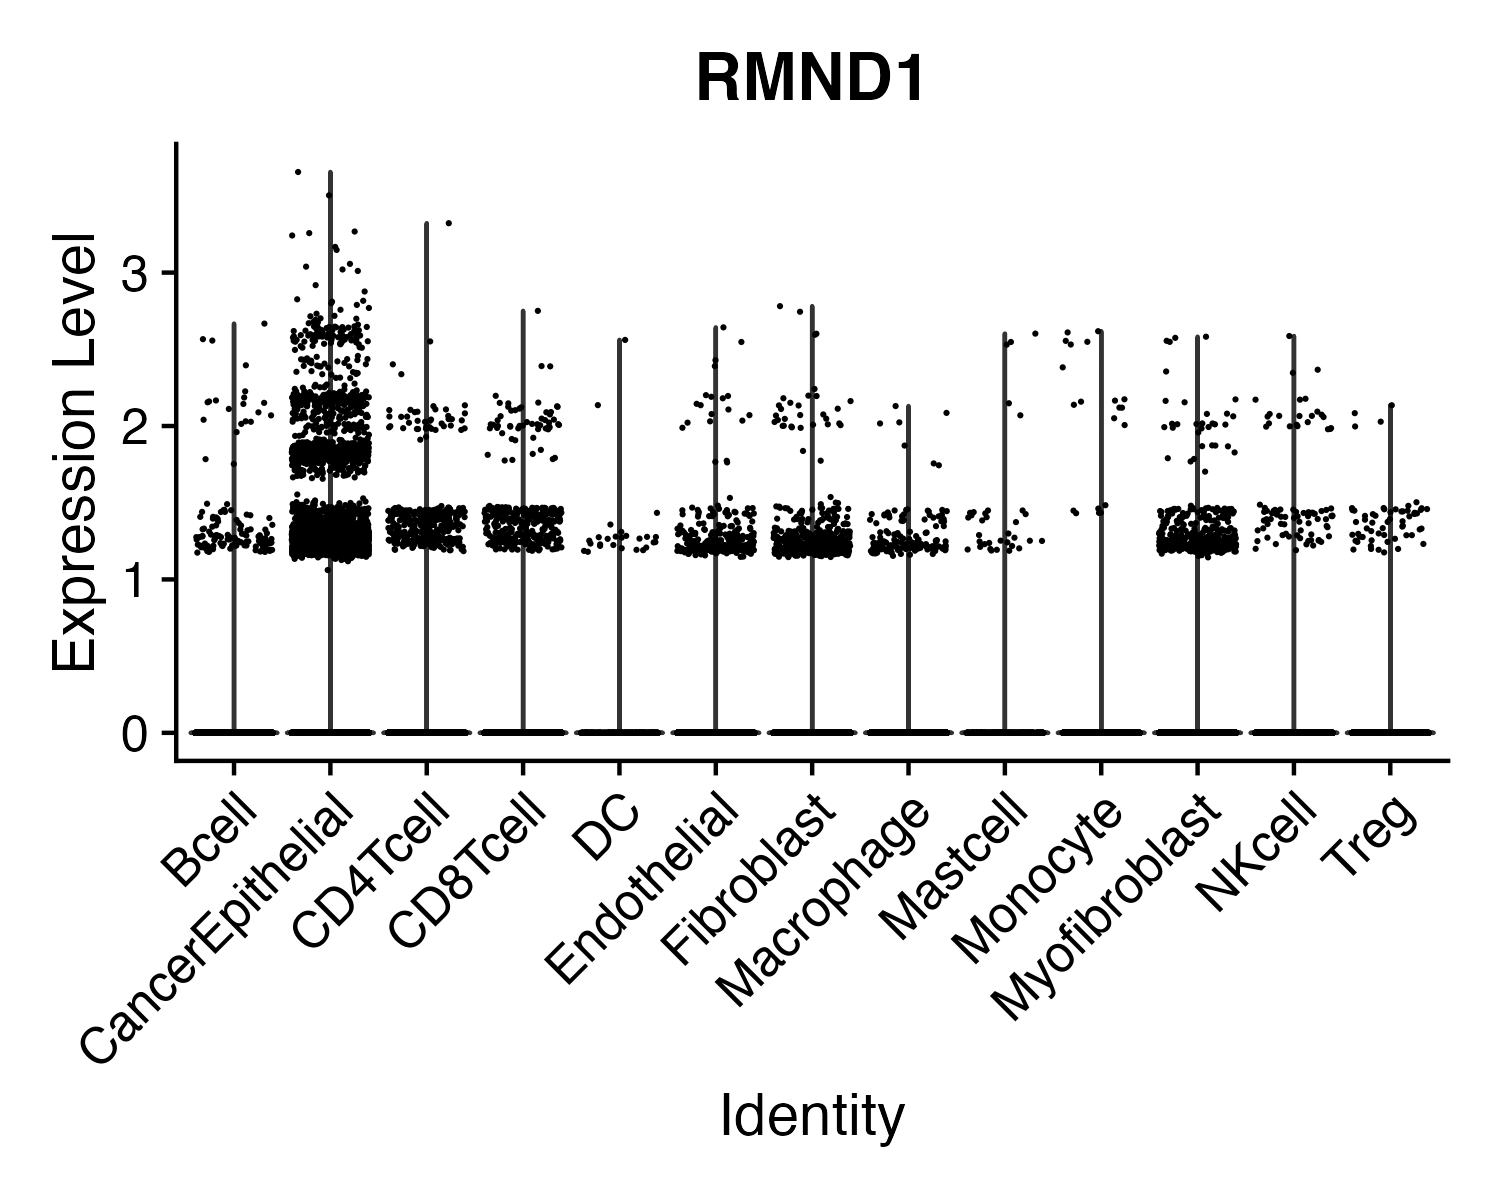 RMND1
Expression Level
3
2
1
0
Bcell
CancerEpithelial
CD4Tcell
CD8Tcell
DC
Endothelial
Fibroblast
Macrophage
Mastcell
Monocyte
Myofibroblast
NKcell
Treg
Identity